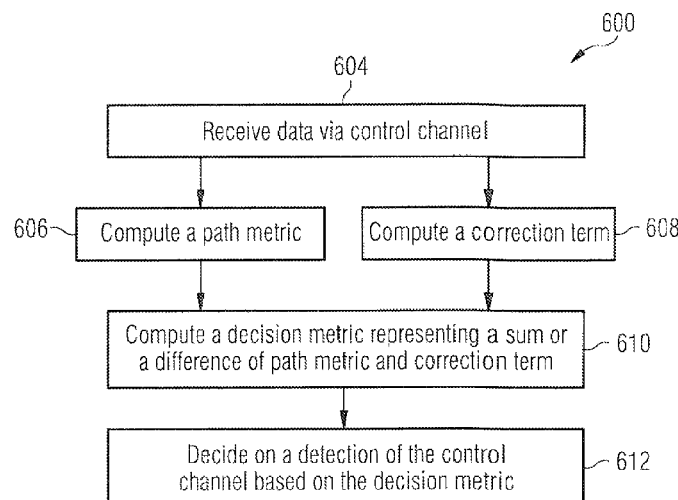 600
604
Receive data via control channel
606
Compute a path metric
Compute a correction term
608
Compute a decision metric representing a sum or
a difference of path metric and correction term
610
Decide on a detection of the control
channel based on the decision metric
612